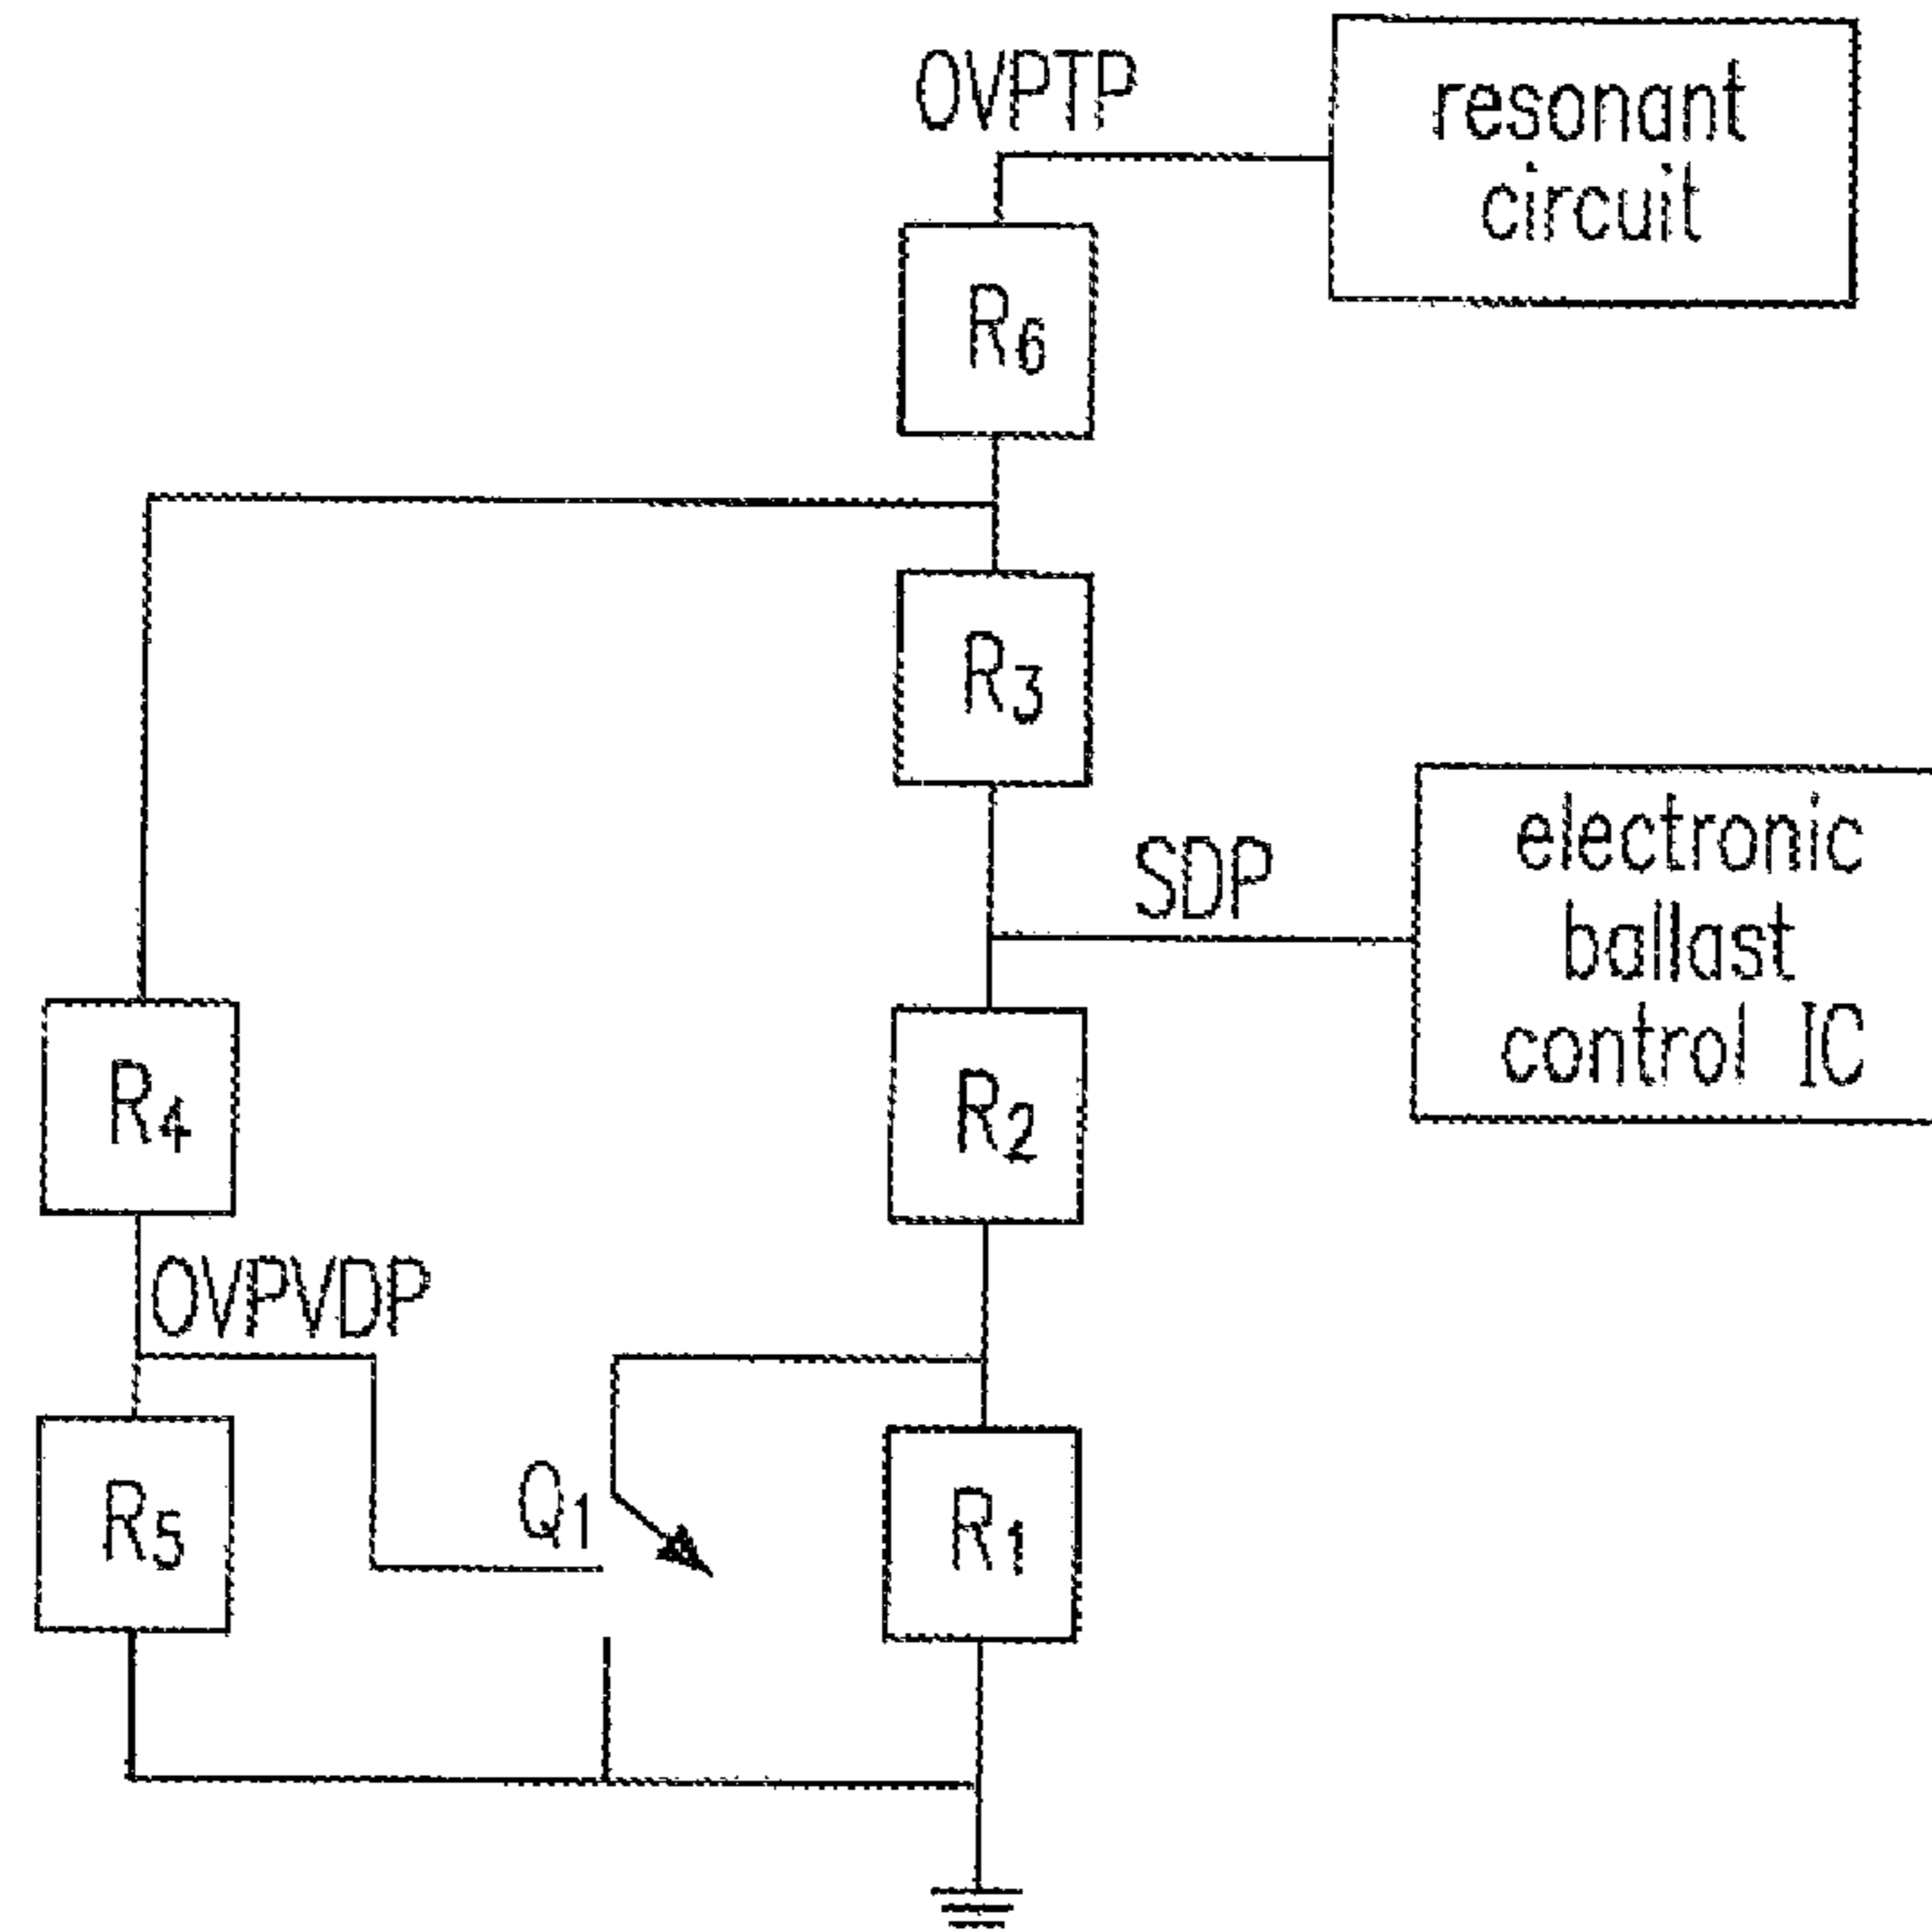 OVPTP
resonant
circuit
R6
R3
SDP
electronic
ballast
control IC
R4
R2
OVPVDP
Q1
R5
R1